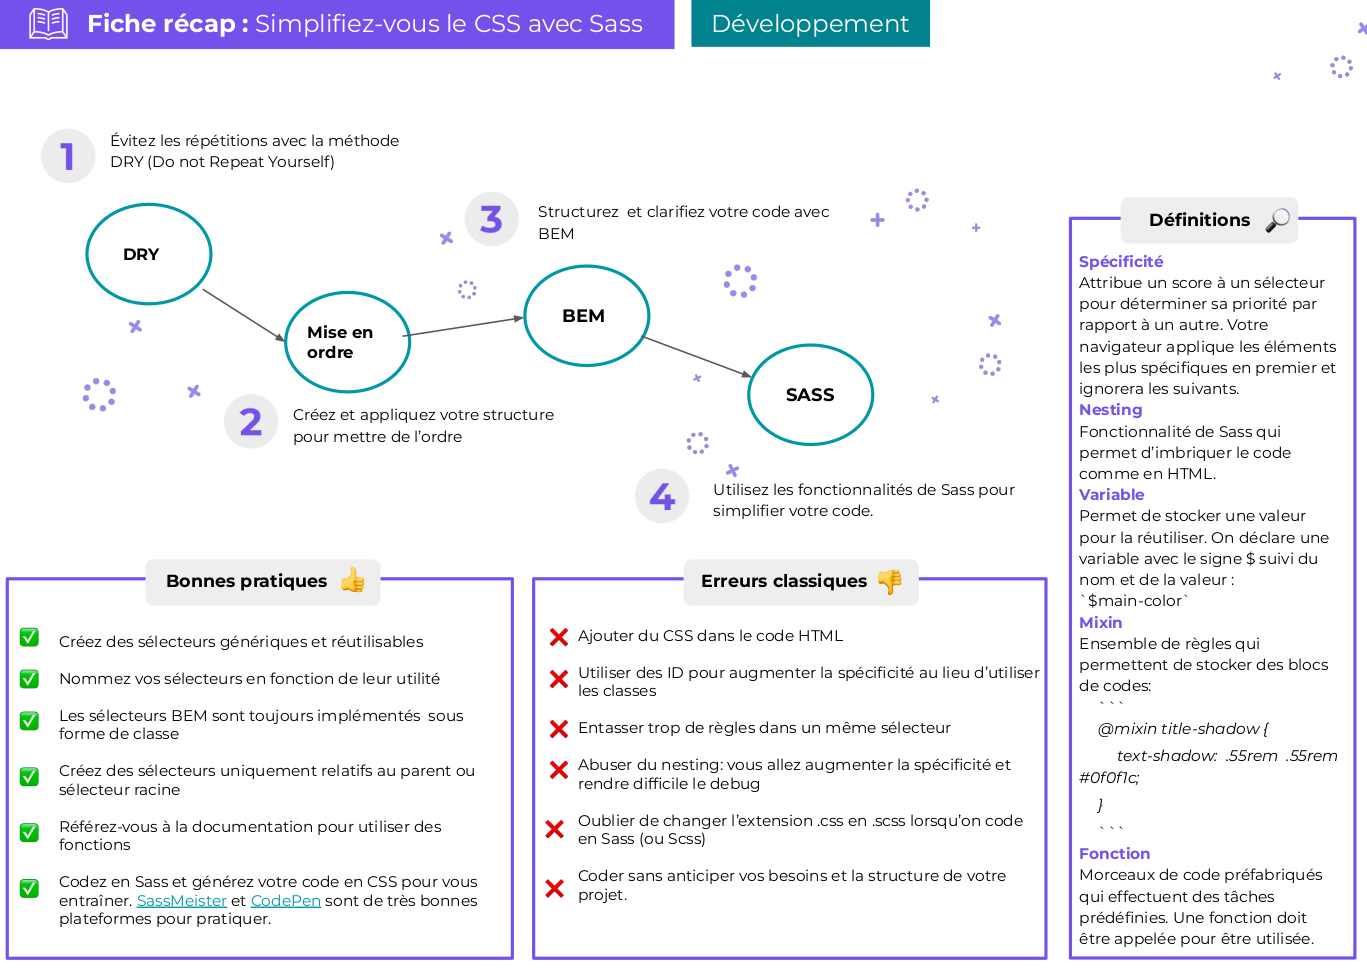 Fiche récap : Simplifiez-vous le CSS avec Sass
Développement
1
Évitez les répétitions avec la méthode
DRY (Do not Repeat Yourself)
DRY
Mise en
ordre
2
Créez et appliquez votre structure
pour mettre de l’ordre
3
Structurez et clarifiez votre code avec
BEM
BEM
SASS
4
Utilisez les fonctionnalités de Sass pour
simplifier votre code.
Bonnes pratiques
Créez des sélecteurs génériques et réutilisables
Nommez vos sélecteurs en fonction de leur utilité
Les sélecteurs BEM sont toujours implémentés sous
forme de classe
Créez des sélecteurs uniquement relatifs au parent ou
sélecteur racine
Référez-vous à la documentation pour utiliser des
fonctions
Codez en Sass et générez votre code en CSS pour vous
entraîner. SassMeister et CodePen sont de très bonnes
plateformes pour pratiquer.
Erreurs classiques
Ajouter du CSS dans le code HTML
Utiliser des ID pour augmenter la spécificité au lieu d’utiliser
les classes
Entasser trop de règles dans un même sélecteur
Abuser du nesting: vous allez augmenter la spécificité et
rendre difficile le debug
Oublier de changer l’extension .css en .scss lorsqu’on code
en Sass (ou Scss)
Coder sans anticiper vos besoins et la structure de votre
projet.
Définitions
Spécificité
Attribue un score à un sélecteur
pour déterminer sa priorité par
rapport à un autre. Votre
navigateur applique les éléments
les plus spécifiques en premier et
ignorera les suivants.
Nesting
Fonctionnalité de Sass qui
permet d’imbriquer le code
comme en HTML.
Variable
Permet de stocker une valeur
pour la réutiliser. On déclare une
variable avec le signe $ suivi du
nom et de la valeur :
`$main-color`
Mixin
Ensemble de règles qui
permettent de stocker des blocs
de codes:
```
@mixin title-shadow {
text-shadow: .55rem .55rem
#0f0f1c;
}
```
Fonction
Morceaux de code préfabriqués
qui effectuent des tâches
prédéfinies. Une fonction doit
être appelée pour être utilisée.